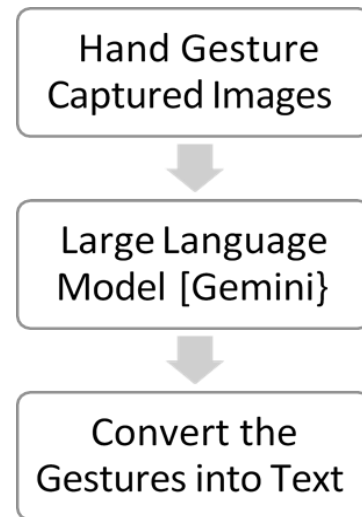 Hand Gesture
Captured Images
Large Language
Model [Gemini}
Convert the
Gestures into Text